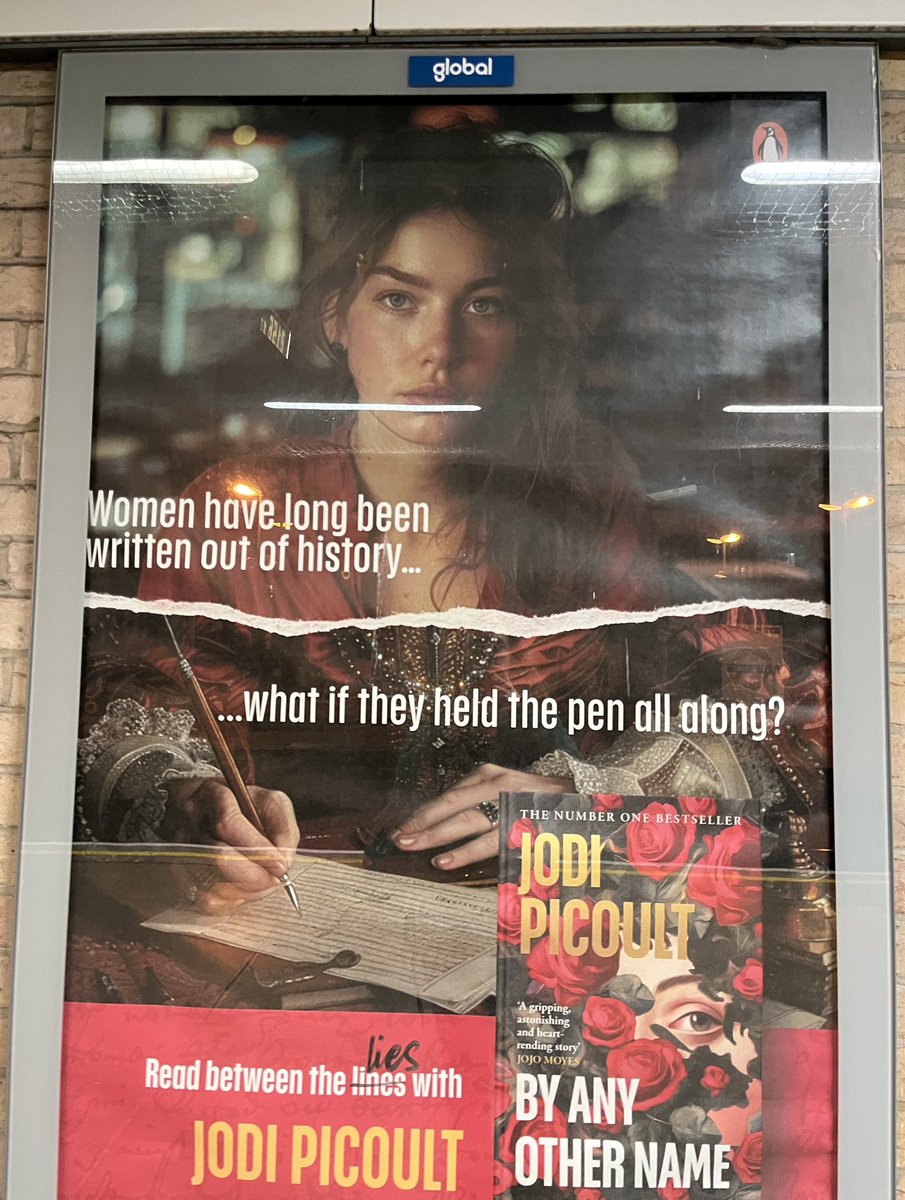 global
Women have long been
written out of history...
...what if they held the pen all along?
THE NUMBER ONE BESTSELLER
JODI
PICOULT
'A gripping,
astonishing
and heart-
rending story'
JOJO MOYES
BY ANY
OTHER NAME
lies
Read between the lines with
JODI PICOULT